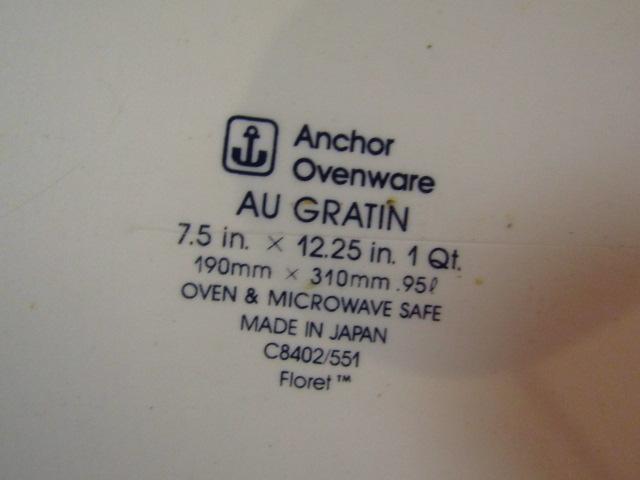 Anchor
Ovenware
AU GRATIN
7.5 in. × 12.25 in. 1 Qt.
190mm × 310mm .95ℓ
OVEN & MICROWAVE SAFE
MADE IN JAPAN
C8402/551
Floret™